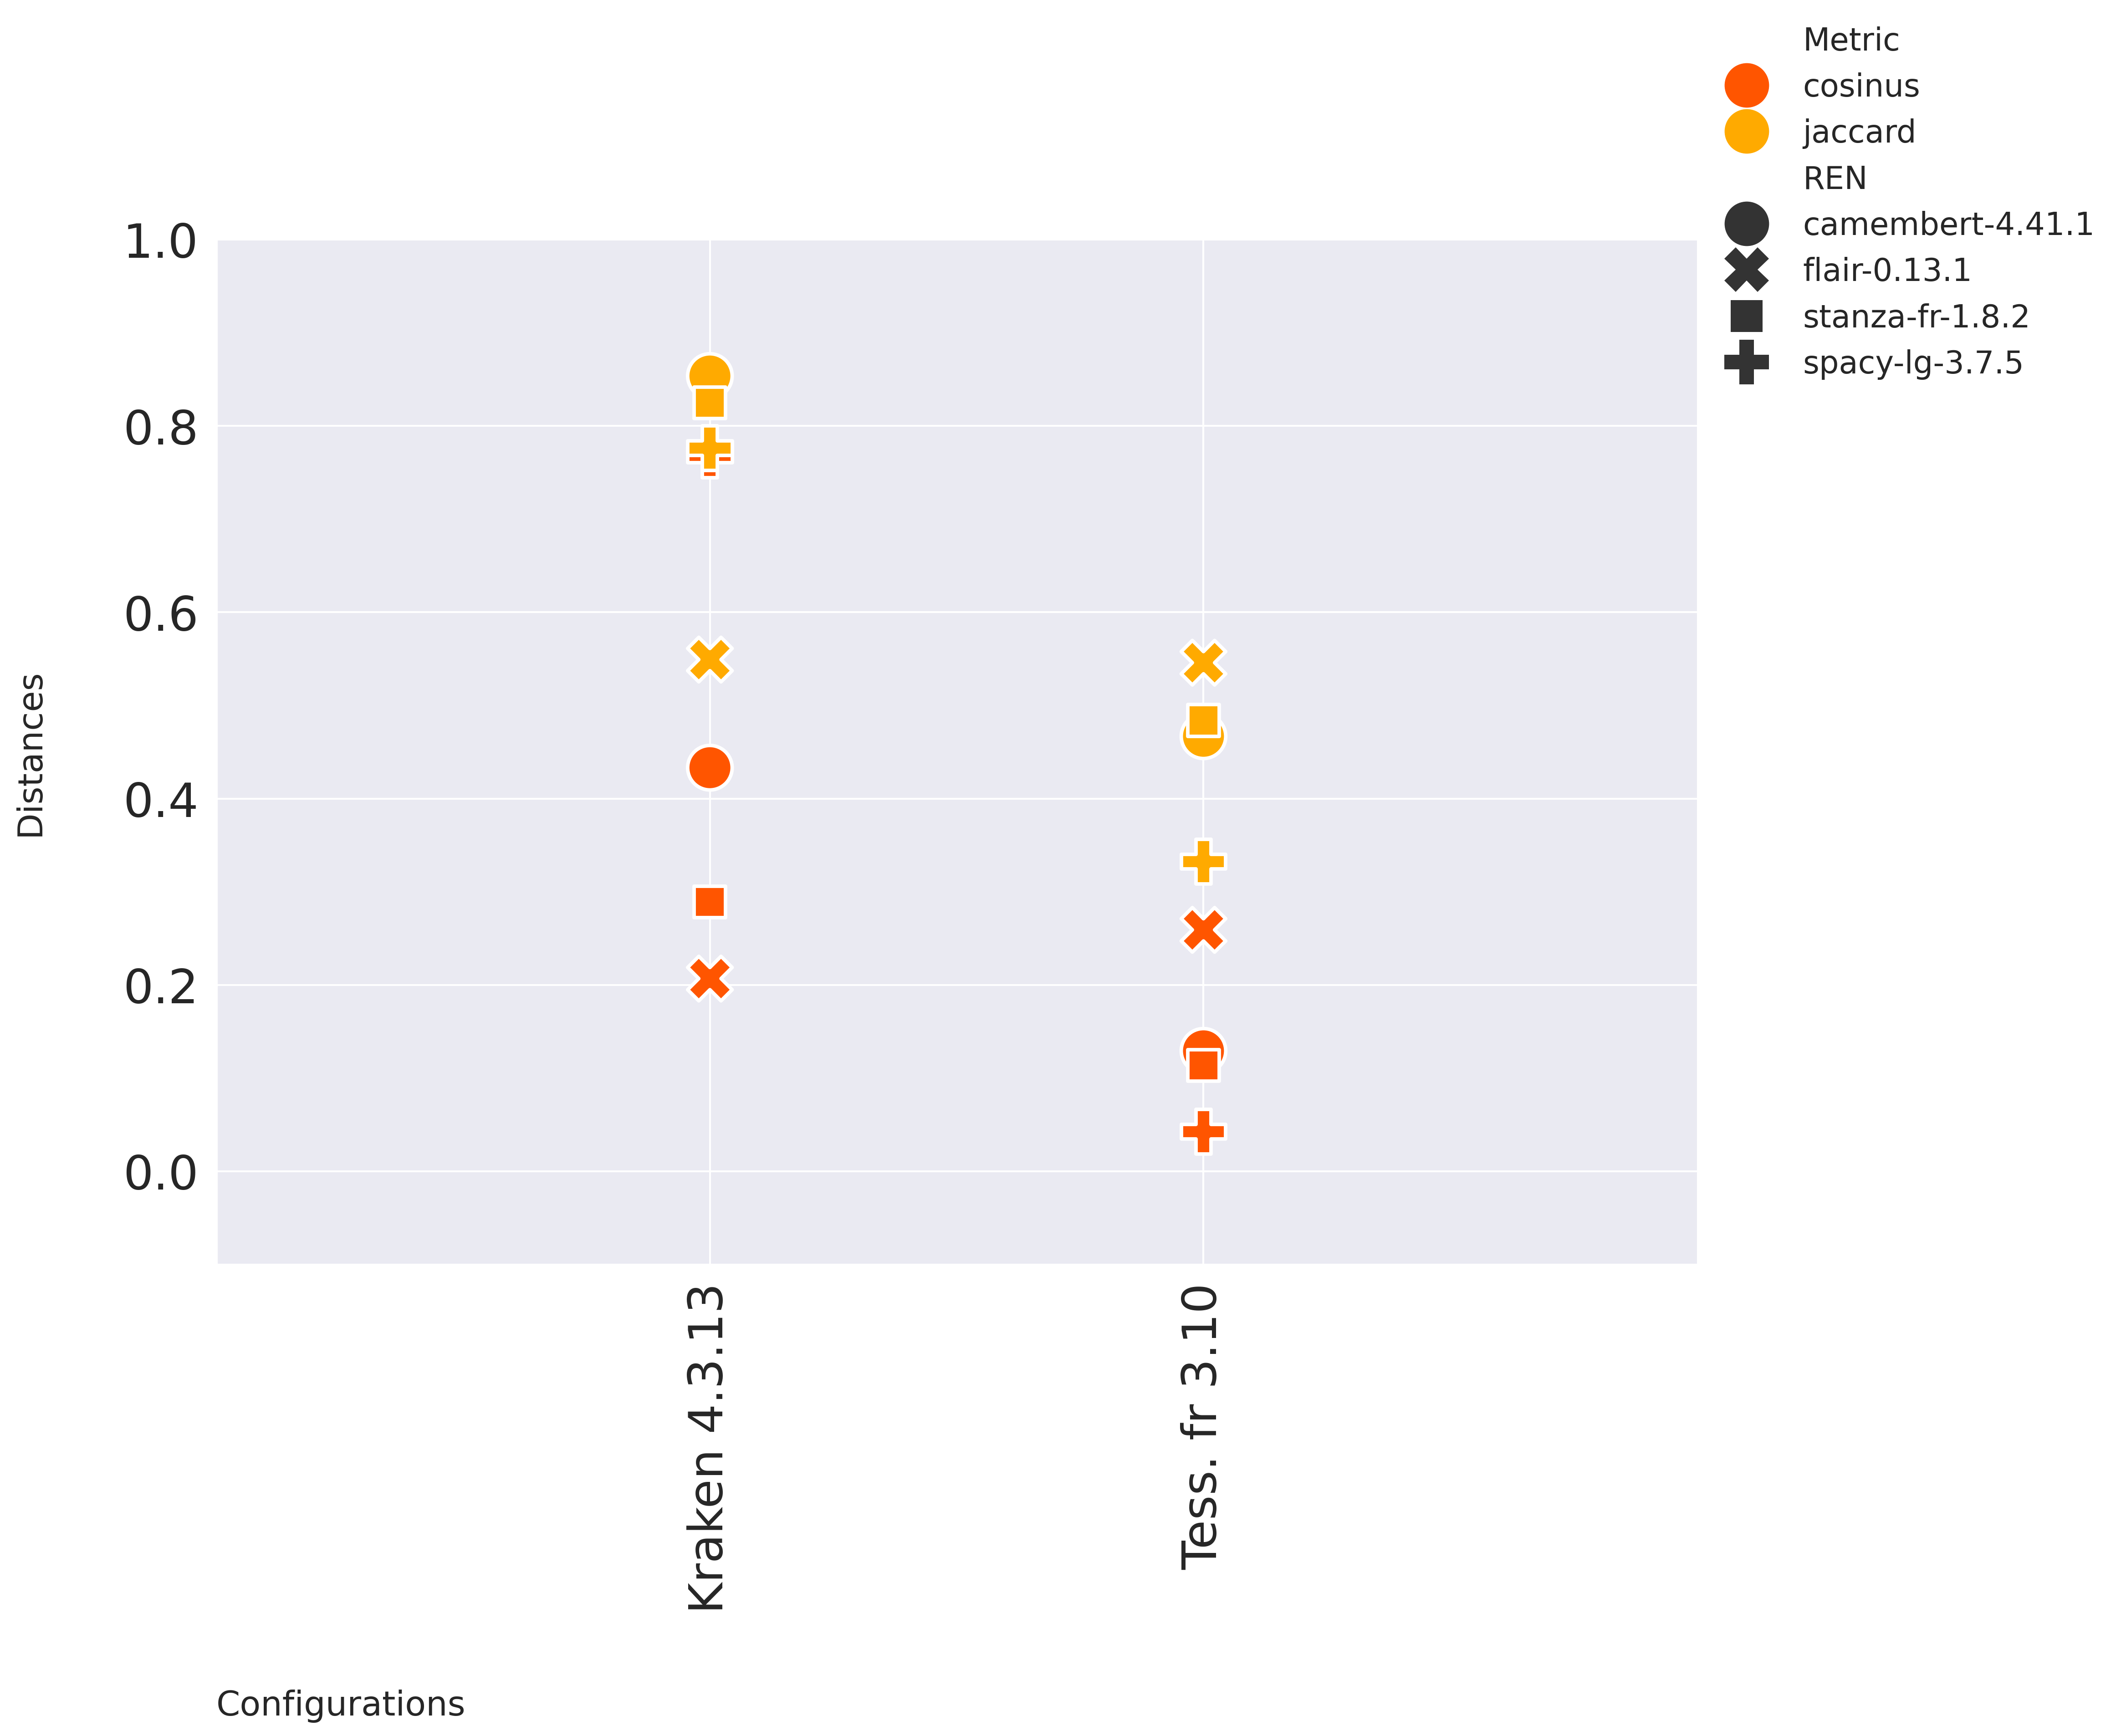 Metric
cosinus
jaccard
REN
camembert-4.41.1
flair-0.13.1
stanza-fr-1.8.2
spacy-lg-3.7.5
1.0
0.8
0.6
0.4
0.2
0.0
Distances
Kraken 4.3.13
Tess. fr 3.10
Configurations